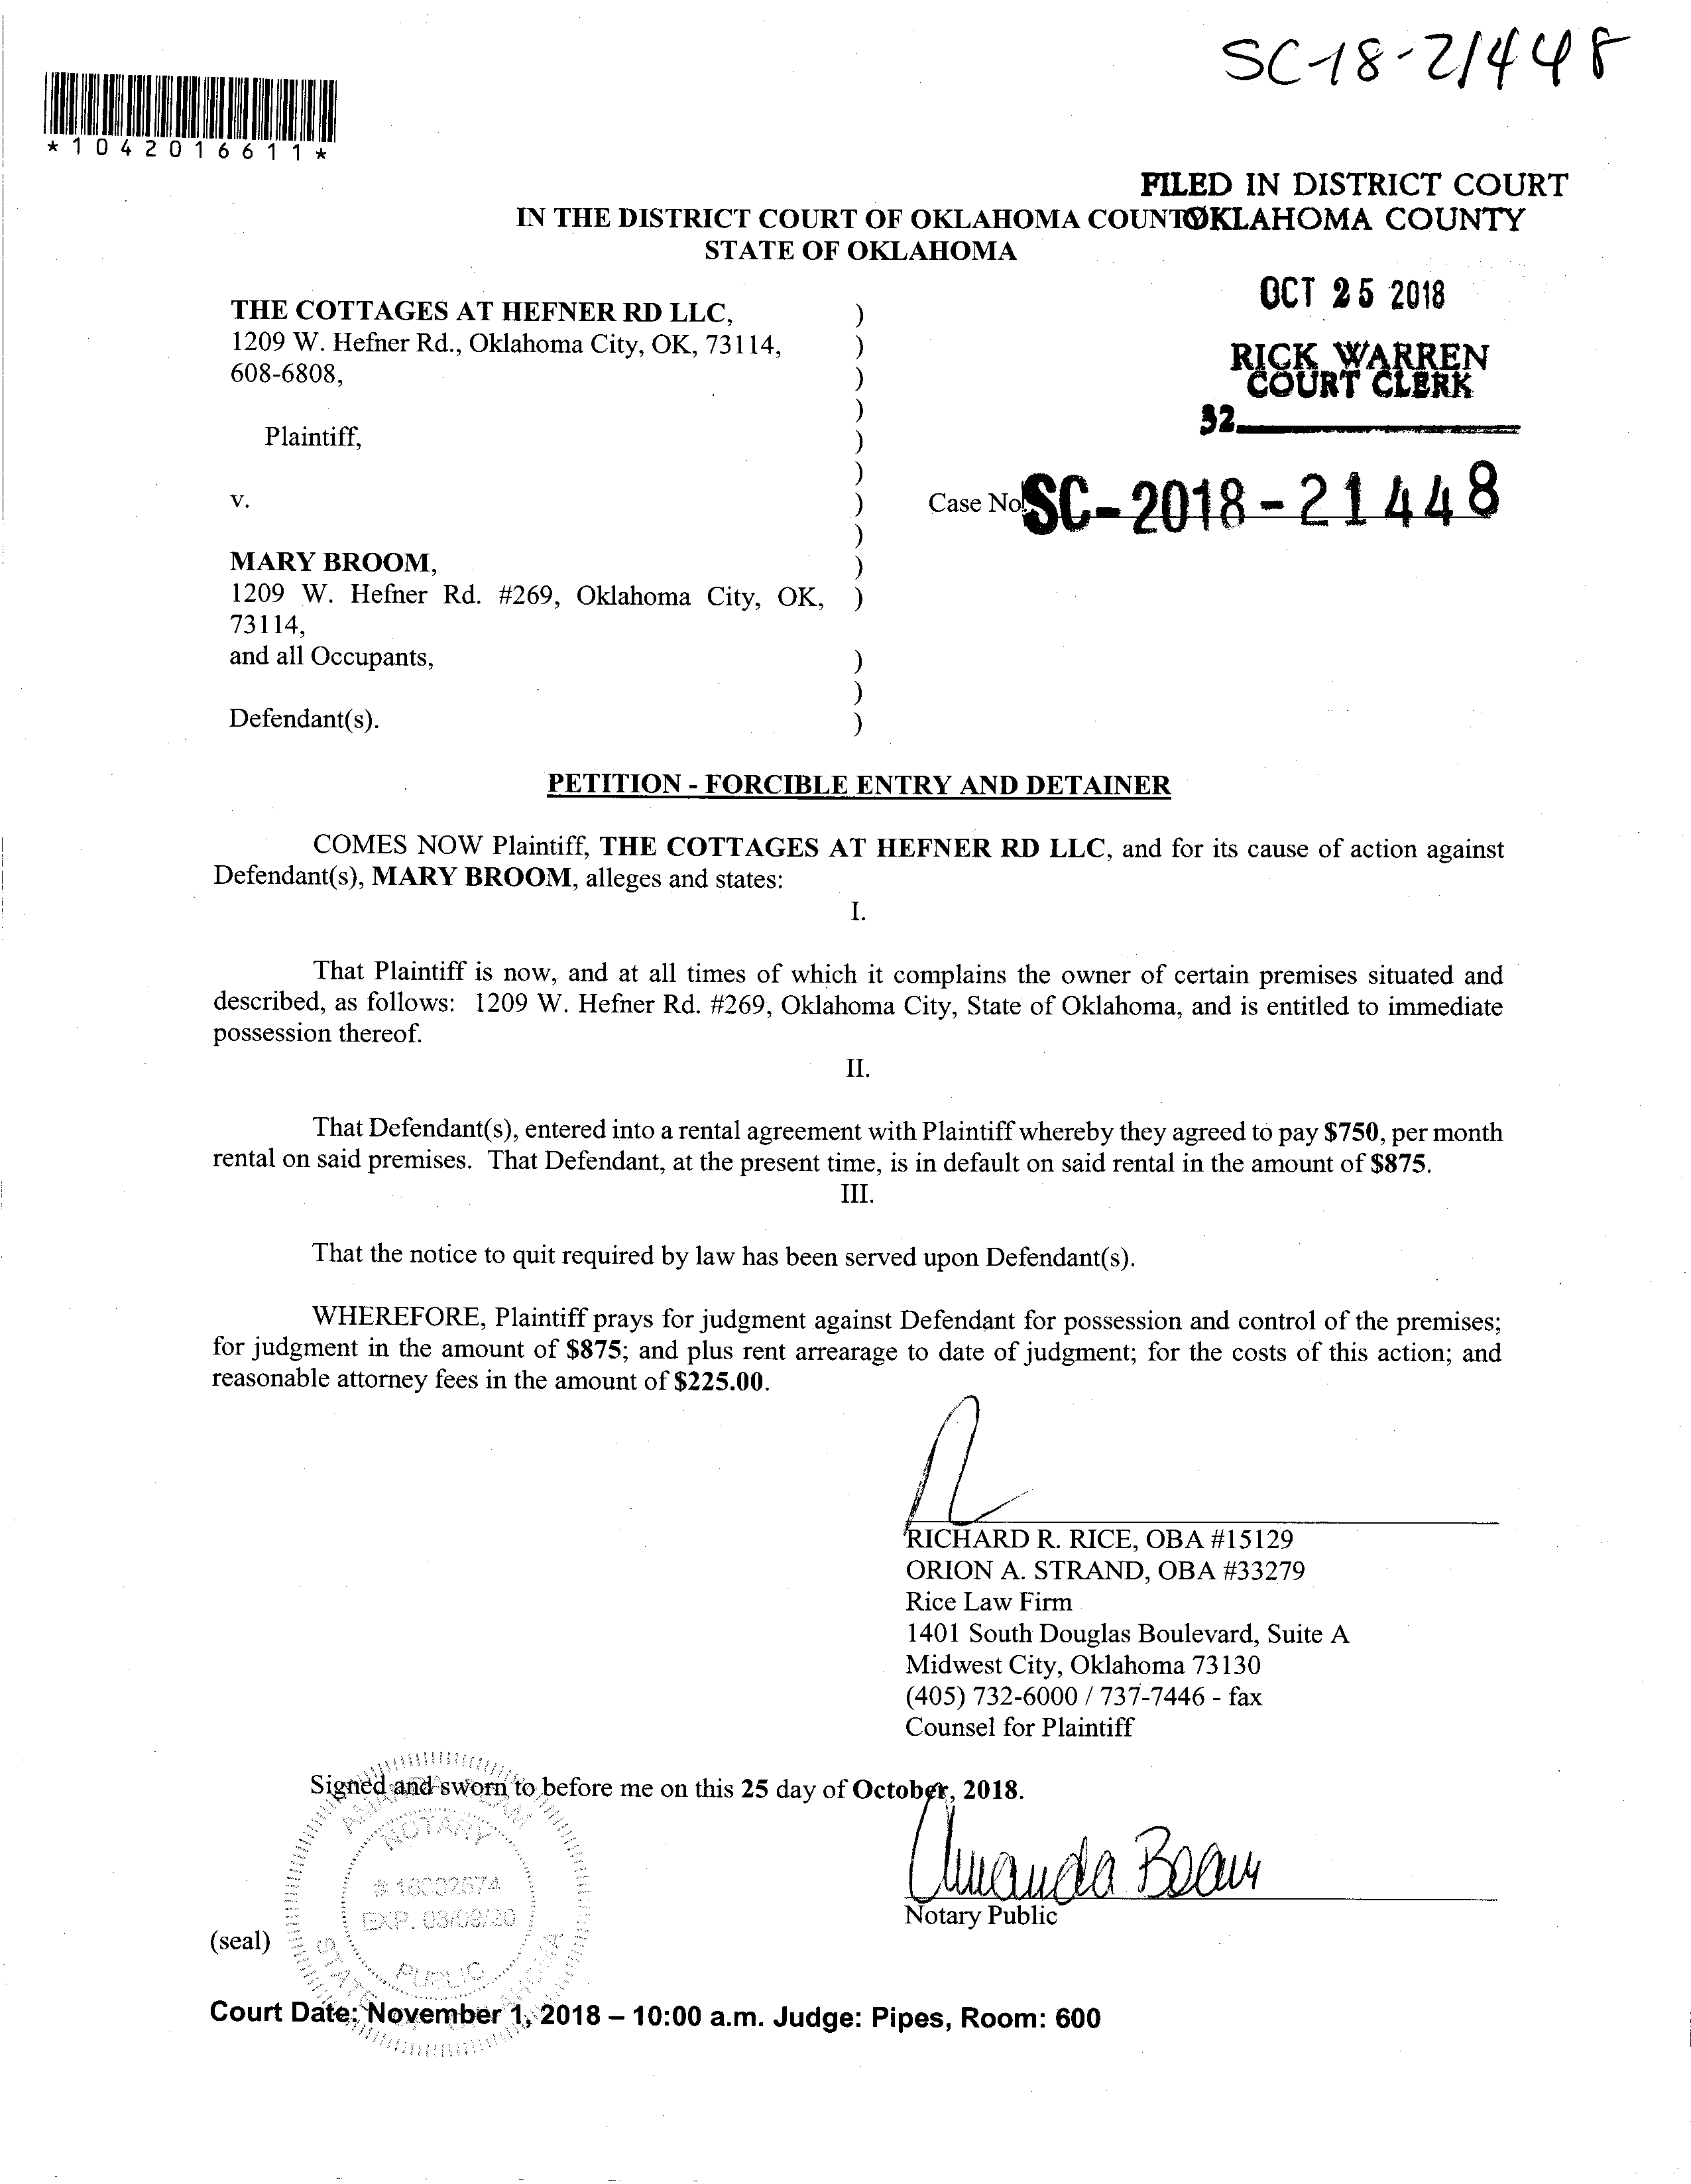 SC-18-21448
*1042016611*
FILED IN DISTRICT COURT
OKLAHOMA COUNTY
IN THE DISTRICT COURT OF OKLAHOMA COUNTY
STATE OF OKLAHOMA
OCT 25 2018
RICK WARREN
COURT CLERK
32
THE COTTAGES AT HEFNER RD LLC, )
1209 W. Hefner Rd., Oklahoma City, OK, 73114, )
608-6808, )
)
Plaintiff, )
)
v. ) Case No. SC-2018-21448
)
MARY BROOM, )
1209 W. Hefner Rd. #269, Oklahoma City, OK, )
73114,
and all Occupants, )
)
Defendant(s). )
PETITION - FORCIBLE ENTRY AND DETAINER
COMES NOW Plaintiff, THE COTTAGES AT HEFNER RD LLC, and for its cause of action against
Defendant(s), MARY BROOM, alleges and states:
I.
That Plaintiff is now, and at all times of which it complains the owner of certain premises situated and
described, as follows: 1209 W. Hefner Rd. #269, Oklahoma City, State of Oklahoma, and is entitled to immediate
possession thereof.
II.
That Defendant(s), entered into a rental agreement with Plaintiff whereby they agreed to pay $750, per month
rental on said premises. That Defendant, at the present time, is in default on said rental in the amount of $875.
III.
That the notice to quit required by law has been served upon Defendant(s).
WHEREFORE, Plaintiff prays for judgment against Defendant for possession and control of the premises;
for judgment in the amount of $875; and plus rent arrearage to date of judgment; for the costs of this action; and
reasonable attorney fees in the amount of $225.00.
RICHARD R. RICE, OBA #15129
ORION A. STRAND, OBA #33279
Rice Law Firm
1401 South Douglas Boulevard, Suite A
Midwest City, Oklahoma 73130
(405) 732-6000 / 737-7446 - fax
Counsel for Plaintiff
Signed and sworn to before me on this 25 day of October, 2018.
Amanda Beam
Notary Public
NOTARY
# 16002574
EXP. 03/09/20
PUBLIC
(seal)
Court Date: November 1, 2018 – 10:00 a.m. Judge: Pipes, Room: 600